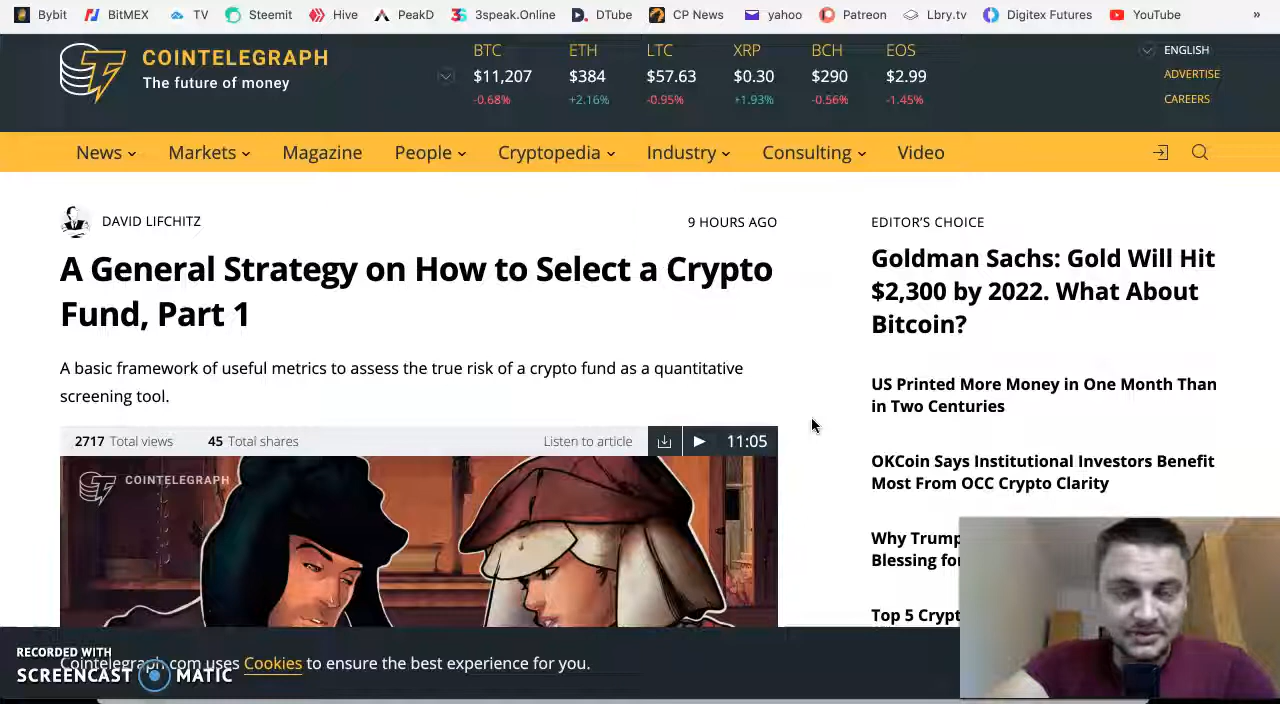 Bybit BitMEX TV Steemit Hive PeakD 3speak.Online DTube CP News yahoo Patreon Lbry.tv Digitex Futures YouTube »
COINTELEGRAPH
The future of money
BTC ETH LTC XRP BCH EOS
$11,207 $384 $57.63 $0.30 $290 $2.99
-0.68% +2.16% -0.95% +1.93% -0.56% -1.45%
ENGLISH
ADVERTISE
CAREERS
News Markets Magazine People Cryptopedia Industry Consulting Video
DAVID LIFCHITZ 9 HOURS AGO
A General Strategy on How to Select a Crypto
Fund, Part 1
A basic framework of useful metrics to assess the true risk of a crypto fund as a quantitative
screening tool.
2717 Total views 45 Total shares Listen to article 11:05
COINTELEGRAPH
EDITOR'S CHOICE
Goldman Sachs: Gold Will Hit
$2,300 by 2022. What About
Bitcoin?
US Printed More Money in One Month Than
in Two Centuries
OKCoin Says Institutional Investors Benefit
Most From OCC Crypto Clarity
Why Trump
Blessing fo
Top 5 Crypt
Cointelegraph.com uses Cookies to ensure the best experience for you.
RECORDED WITH
SCREENCAST MATIC